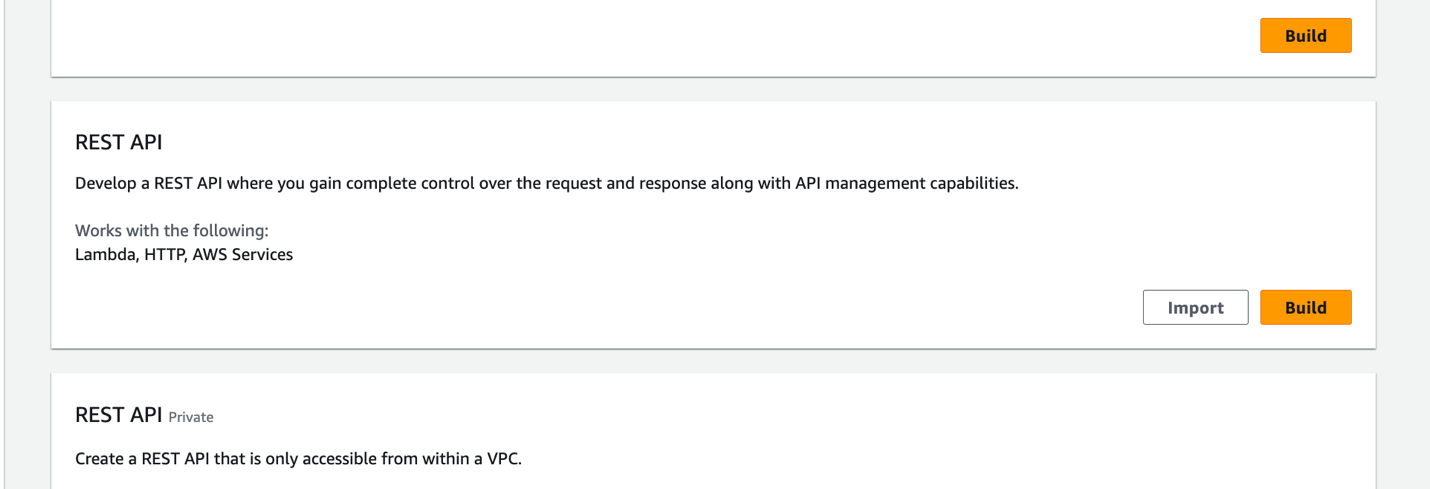 Build
REST API
Develop a REST API where you gain complete control over the request and response along with API management capabilities.
Works with the following:
Lambda, HTTP, AWS Services
Import Build
REST API Private
Create a REST API that is only accessible from within a VPC.